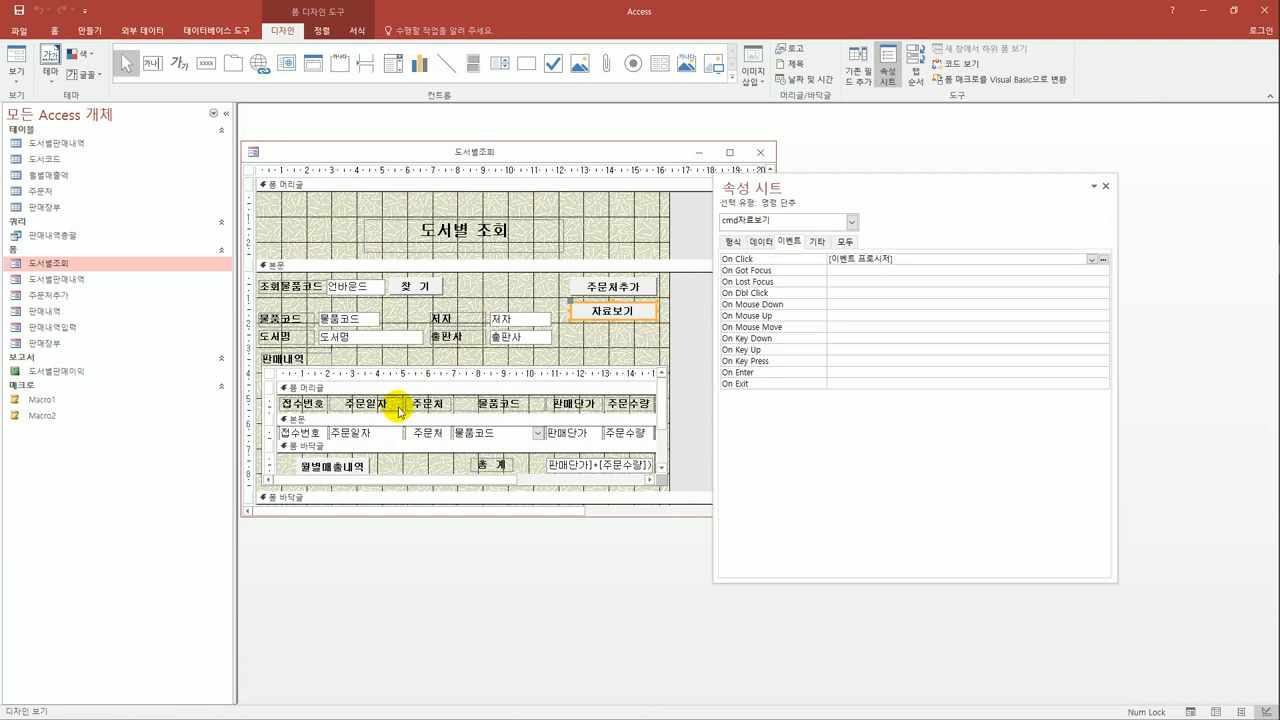 폼 디자인 도구
Access
파일 홈 만들기 외부 데이터 데이터베이스 도구 디자인 정렬 서식 수행할 작업을 알려 주세요. 로그인
보기
테마
색
글꼴
로고
제목
날짜 및 시간
이미지 삽입
기존 필드 추가
속성 시트
탭 순서
새 창에서 하위 폼 보기
코드 보기
폼 매크로를 Visual Basic으로 변환
보기 테마 컨트롤 머리글/바닥글 도구
모든 Access 개체
테이블
도서별판매내역
도서코드
월별매출액
주문처
판매장부
쿼리
판매내역총괄
폼
도서별조회
도서별판매내역
주문처추가
판매내역
판매내역입력
판매장부
보고서
도서별판매이익
매크로
Macro1
Macro2
도서별조회
폼 머리글
도서별 조회
본문
조회물품코드 언바운드 찾 기 주문처추가
자료보기
물품코드 물품코드 저자 저자
도서명 도서명 출판사 출판사
판매내역
폼 머리글
접수번호 주문일자 주문처 물품코드 판매단가 주문수량
본문
접수번호 주문일자 주문처 물품코드 판매단가 주문수량
폼 바닥글
월별매출내역 총 계 판매단가]*[주문수량])
폼 바닥글
속성 시트
선택 유형: 명령 단추
cmd자료보기
형식 데이터 이벤트 기타 모두
On Click [이벤트 프로시저]
On Got Focus
On Lost Focus
On Dbl Click
On Mouse Down
On Mouse Up
On Mouse Move
On Key Down
On Key Up
On Key Press
On Enter
On Exit
디자인 보기 Num Lock